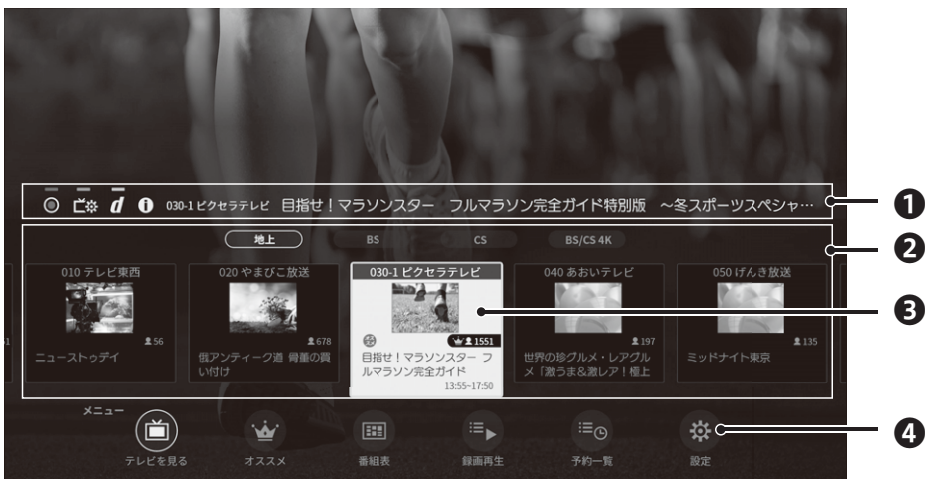 d i 030-1 ピクセラテレビ 目指せ！マラソンスター フルマラソン完全ガイド特別版 ～冬スポーツスペシャ…
❶
地上 BS CS BS/CS 4K
❷
010 テレビ東西
56
ニューストゥデイ
020 やまびこ放送
678
俺アンティーク道 骨董の買
い付け
030-1 ピクセラテレビ
1551
目指せ！マラソンスター フ
ルマラソン完全ガイド
13:55~17:50
❸
040 あおいテレビ
197
世界の珍グルメ・レアグル
メ「激うま&激レア！極上
050 げんき放送
135
ミッドナイト東京
メニュー
テレビを見る オススメ 番組表 録画再生 予約一覧 設定
❹